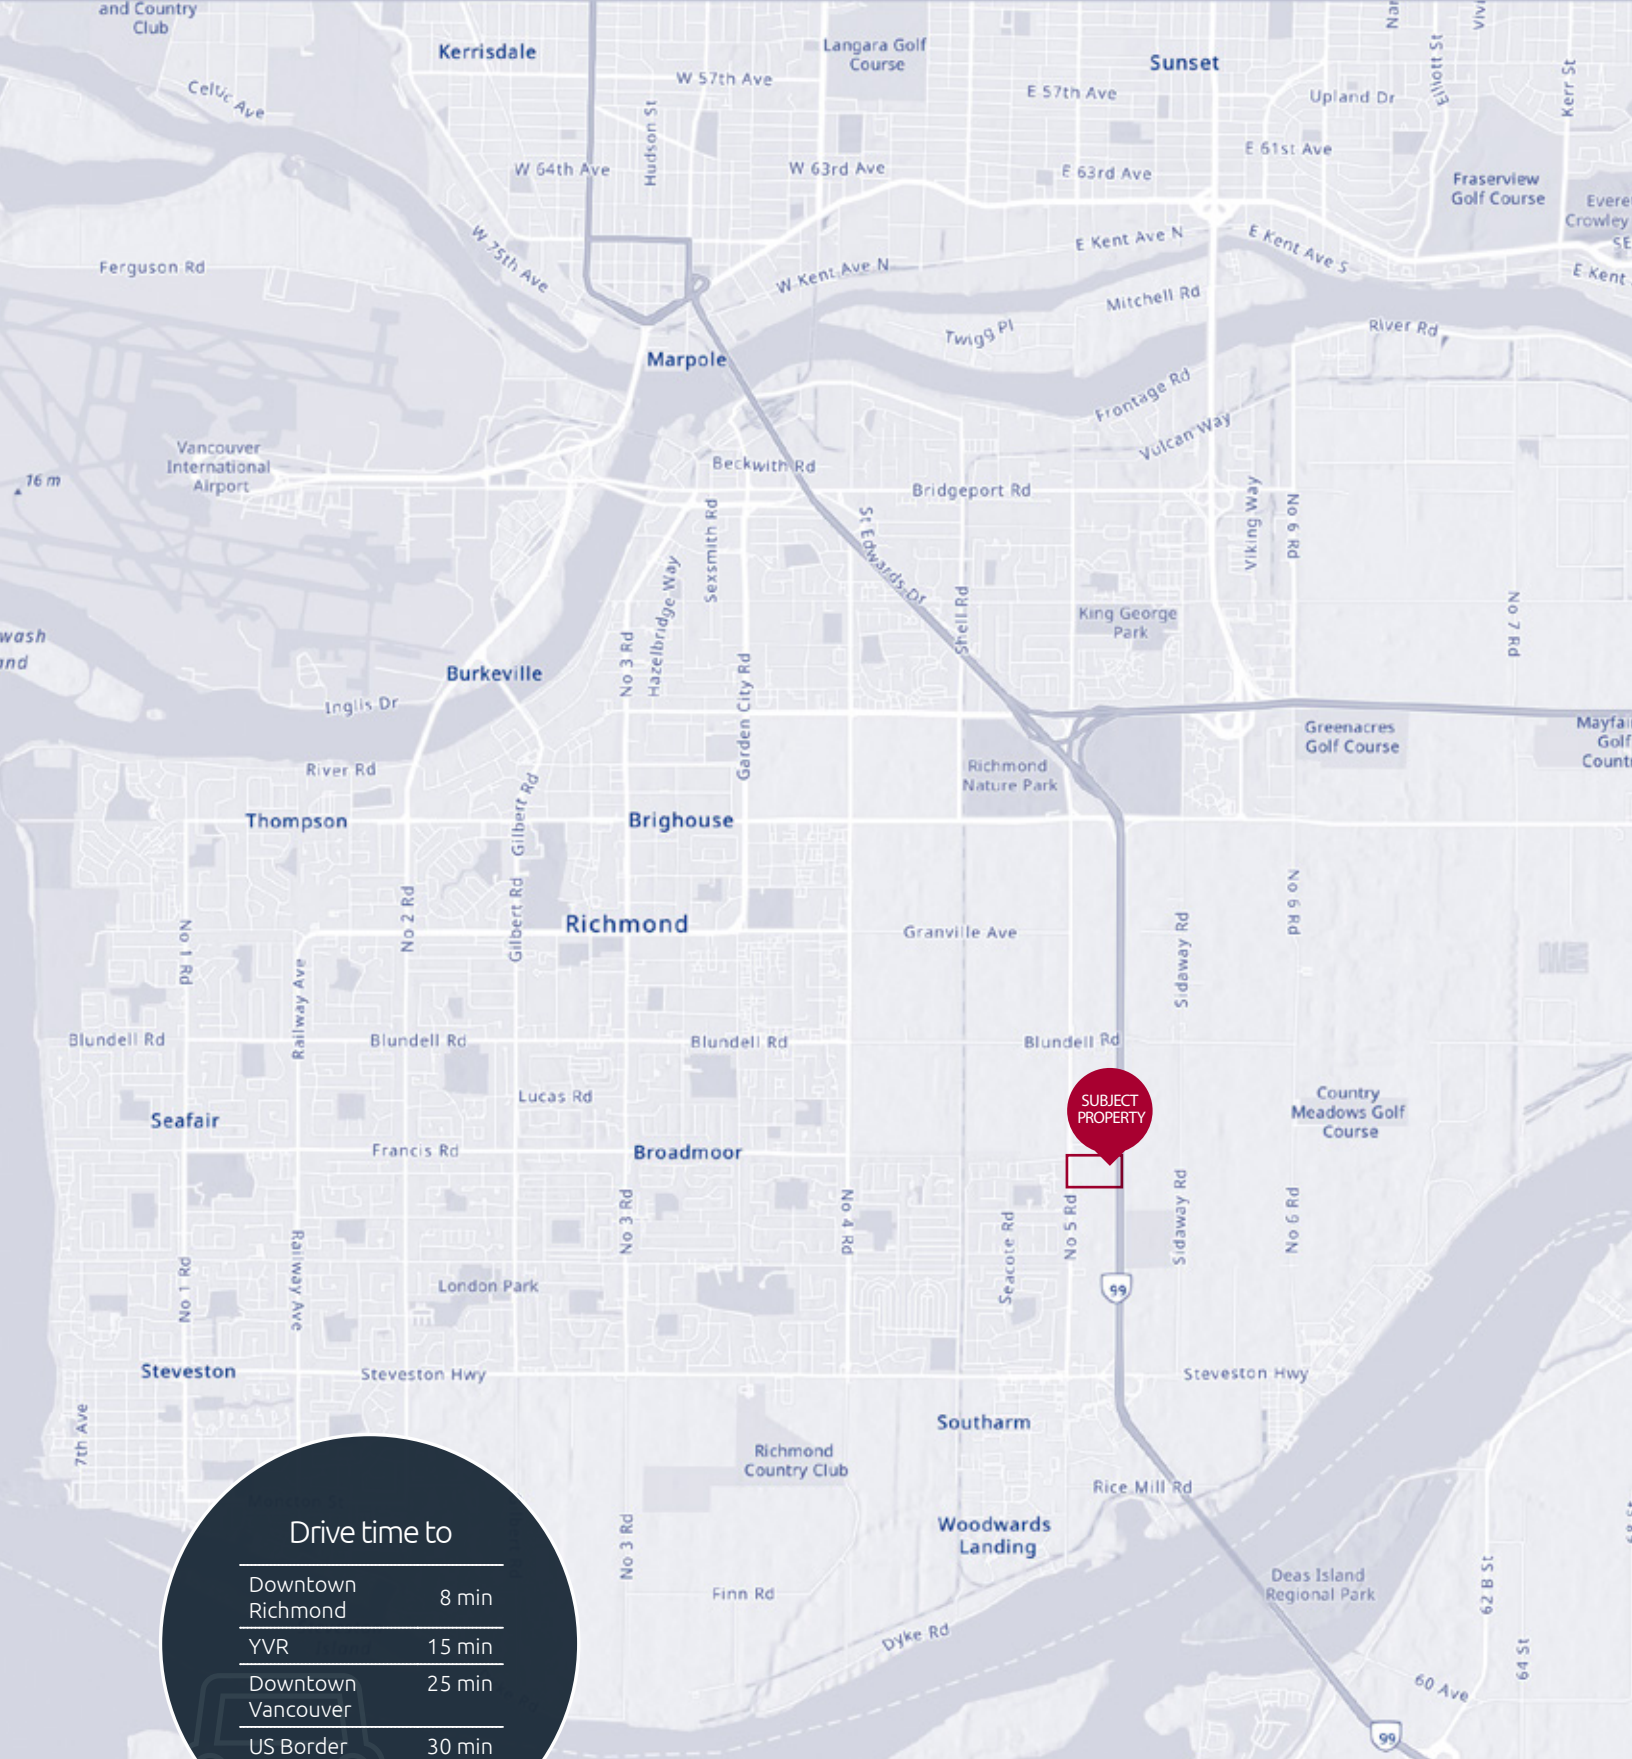 and Country
Club
Kerrisdale
Langara Golf
Course
Sunset
W 57th Ave
E 57th Ave
Upland Dr
Elliott St
Kerr St
Celtic Ave
Hudson St
W 64th Ave
W 63rd Ave
E 63rd Ave
E 61st Ave
Fraserview
Golf Course
Crowley
W 75th Ave
Ferguson Rd
W Kent Ave N
E Kent Ave N
E Kent Ave S
SE
E Kent
Mitchell Rd
Twigg Pl
River Rd
Marpole
Frontage Rd
Vulcan Way
Vancouver
International
Airport
16 m
Beckwith Rd
Bridgeport Rd
Sexsmith Rd
St Edwards Dr
Viking Way
No 6 Rd
No 7 Rd
Hazelbridge Way
No 3 Rd
Shell Rd
King George
Park
wash
and
Burkeville
Inglis Dr
Garden City Rd
Greenacres
Golf Course
Mayfai
Golf
Count
River Rd
Richmond
Nature Park
Gilbert Rd
Thompson
Brighouse
No 2 Rd
Gilbert Rd
Richmond
Granville Ave
No 6 Rd
Sidaway Rd
No 1 Rd
Railway Ave
Blundell Rd
Blundell Rd
Blundell Rd
Blundell Rd
Lucas Rd
SUBJECT
PROPERTY
Country
Meadows Golf
Course
Seafair
Francis Rd
Broadmoor
No 3 Rd
No 4 Rd
Seacote Rd
No 5 Rd
Sidaway Rd
No 6 Rd
No 1 Rd
Railway Ave
London Park
99
Steveston
Steveston Hwy
Steveston Hwy
7th Ave
Southarm
Richmond
Country Club
Rice Mill Rd
No 3 Rd
Woodwards
Landing
Finn Rd
Deas Island
Regional Park
62 B St
Dyke Rd
64 St
60 Ave
99
Drive time to
Downtown
Richmond 8 min
YVR 15 min
Downtown 25 min
Vancouver
US Border 30 min